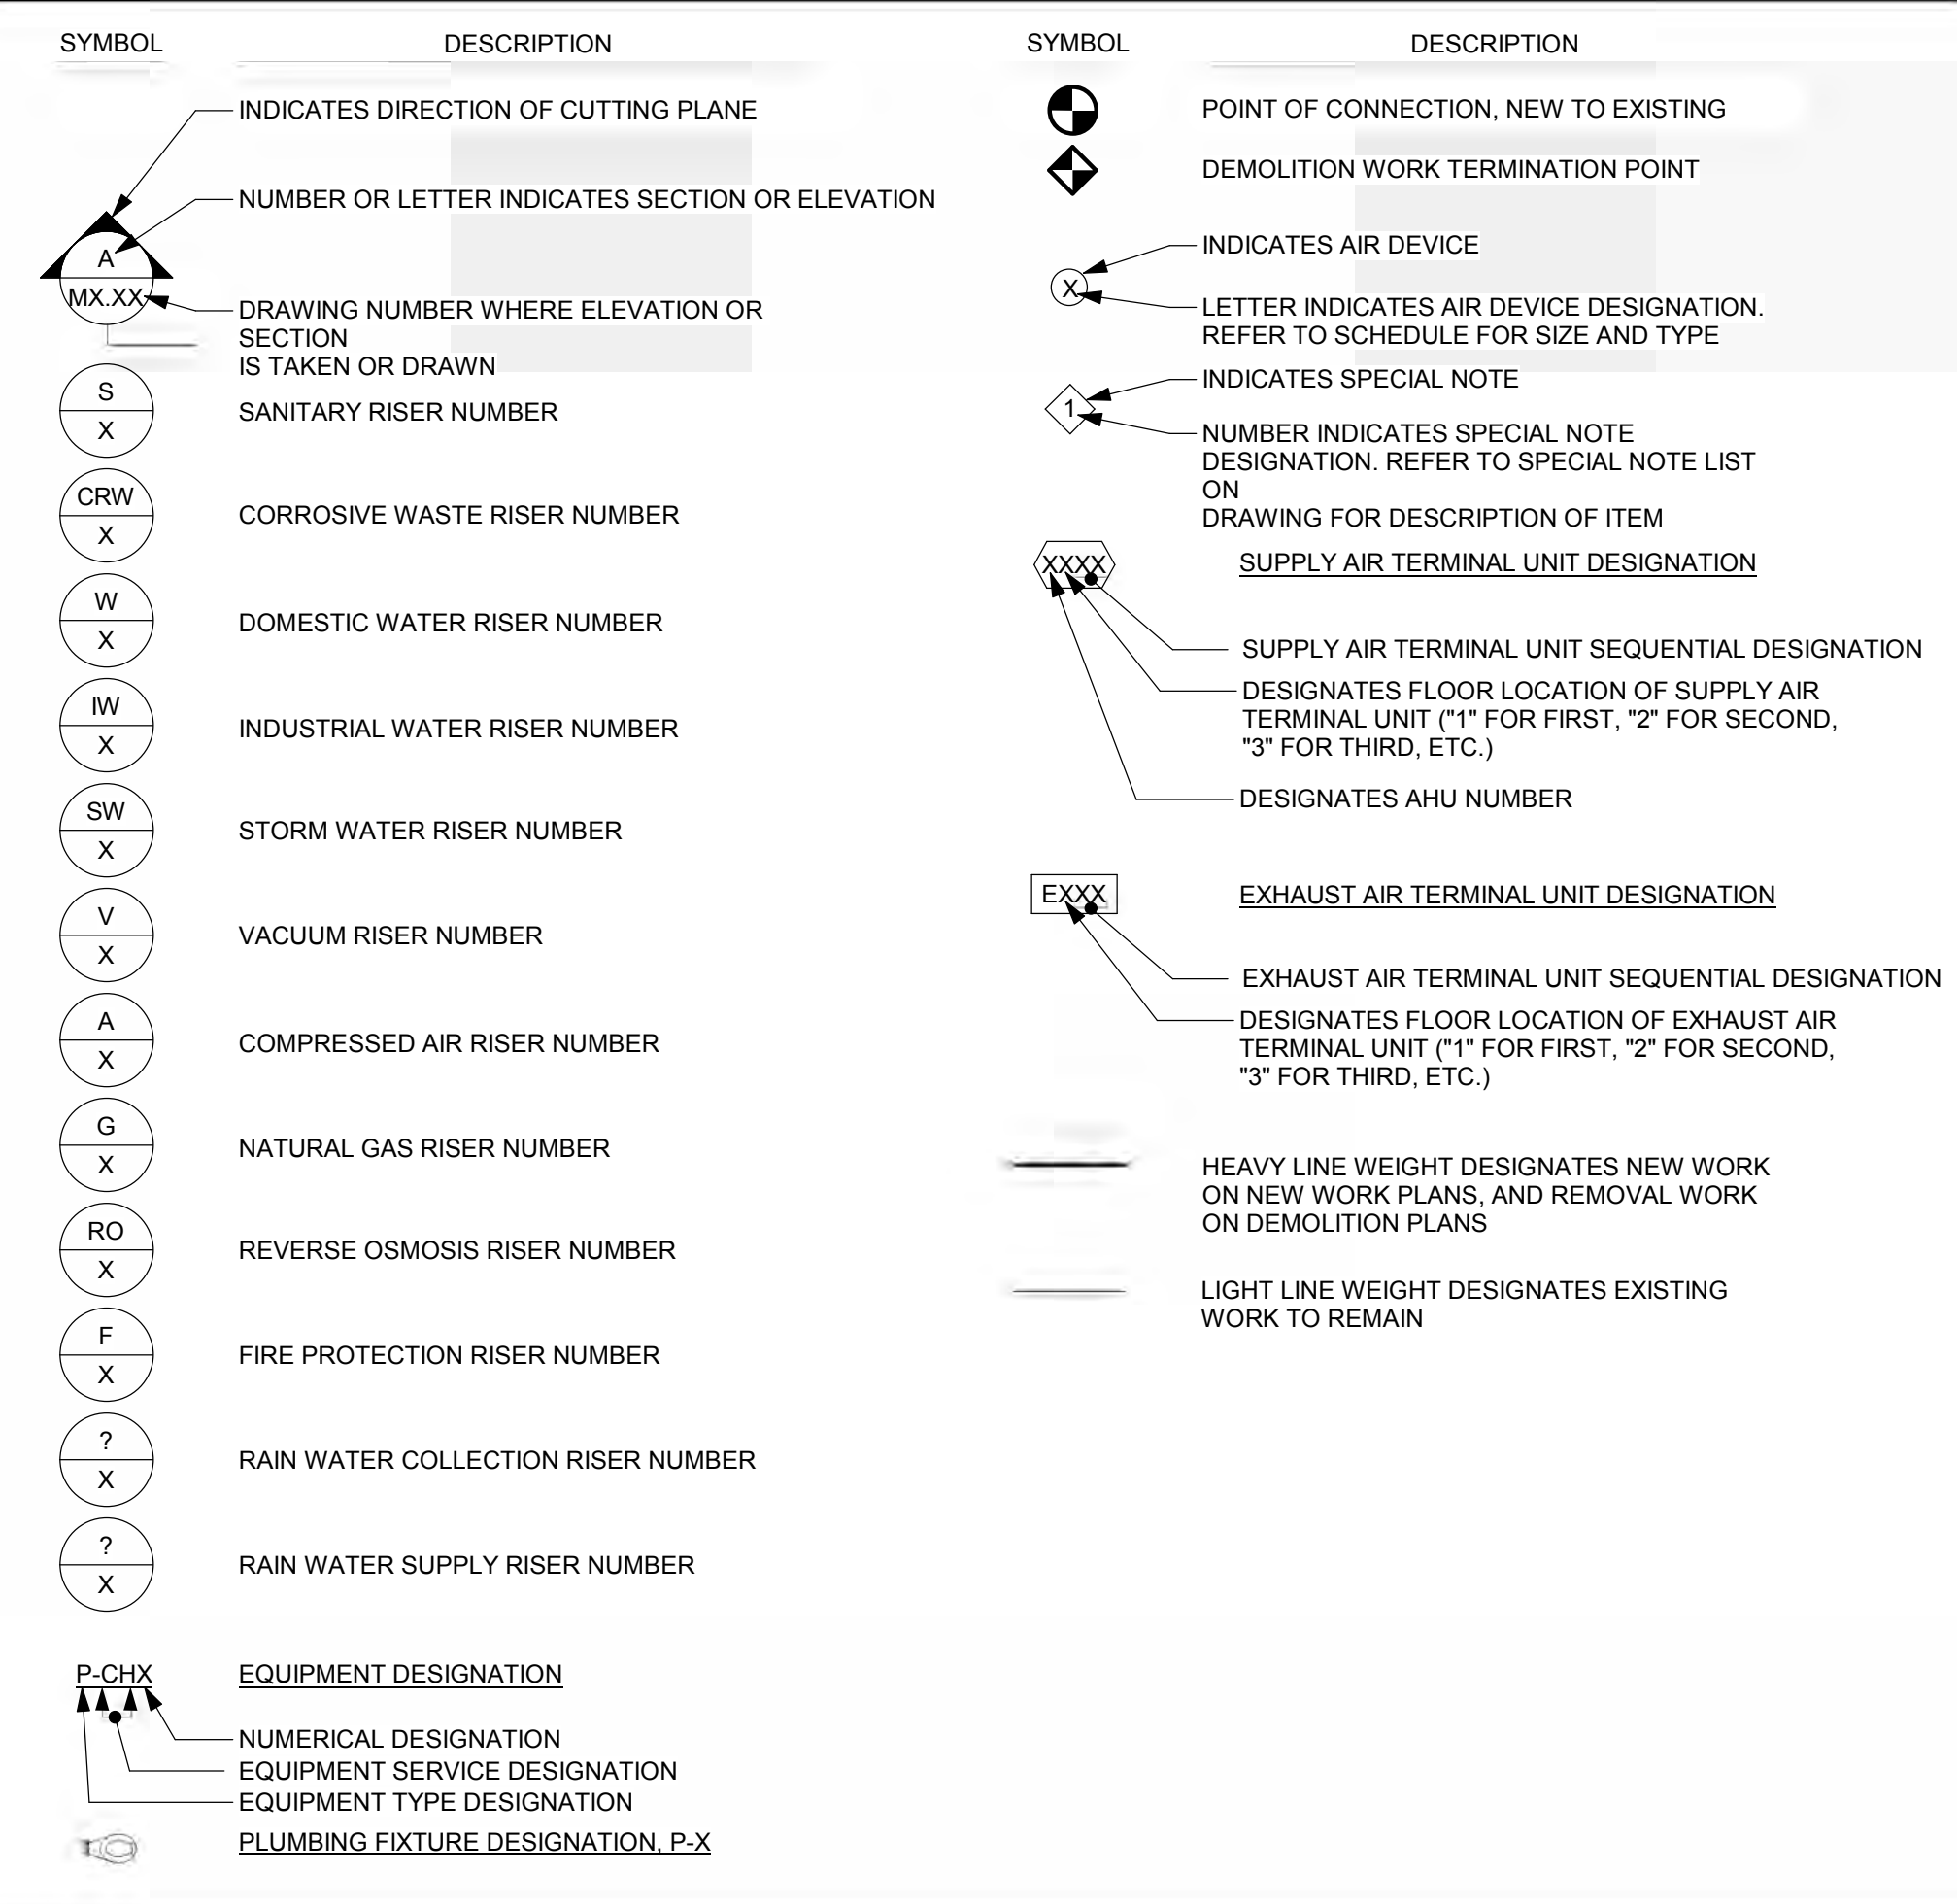 SYMBOL
DESCRIPTION
INDICATES DIRECTION OF CUTTING PLANE
NUMBER OR LETTER INDICATES SECTION OR ELEVATION
A
MX.XX
DRAWING NUMBER WHERE ELEVATION OR
SECTION
IS TAKEN OR DRAWN
S
X
SANITARY RISER NUMBER
CRW
X
CORROSIVE WASTE RISER NUMBER
W
X
DOMESTIC WATER RISER NUMBER
IW
X
INDUSTRIAL WATER RISER NUMBER
SW
X
STORM WATER RISER NUMBER
V
X
VACUUM RISER NUMBER
A
X
COMPRESSED AIR RISER NUMBER
G
X
NATURAL GAS RISER NUMBER
RO
X
REVERSE OSMOSIS RISER NUMBER
F
X
FIRE PROTECTION RISER NUMBER
?
X
RAIN WATER COLLECTION RISER NUMBER
?
X
RAIN WATER SUPPLY RISER NUMBER
P-CHX
EQUIPMENT DESIGNATION
NUMERICAL DESIGNATION
EQUIPMENT SERVICE DESIGNATION
EQUIPMENT TYPE DESIGNATION
PLUMBING FIXTURE DESIGNATION, P-X
SYMBOL
DESCRIPTION
POINT OF CONNECTION, NEW TO EXISTING
DEMOLITION WORK TERMINATION POINT
INDICATES AIR DEVICE
X
LETTER INDICATES AIR DEVICE DESIGNATION.
REFER TO SCHEDULE FOR SIZE AND TYPE
INDICATES SPECIAL NOTE
1
NUMBER INDICATES SPECIAL NOTE
DESIGNATION. REFER TO SPECIAL NOTE LIST
ON
DRAWING FOR DESCRIPTION OF ITEM
XXXX
SUPPLY AIR TERMINAL UNIT DESIGNATION
SUPPLY AIR TERMINAL UNIT SEQUENTIAL DESIGNATION
DESIGNATES FLOOR LOCATION OF SUPPLY AIR
TERMINAL UNIT ("1" FOR FIRST, "2" FOR SECOND,
"3" FOR THIRD, ETC.)
DESIGNATES AHU NUMBER
EXXX
EXHAUST AIR TERMINAL UNIT DESIGNATION
EXHAUST AIR TERMINAL UNIT SEQUENTIAL DESIGNATION
DESIGNATES FLOOR LOCATION OF EXHAUST AIR
TERMINAL UNIT ("1" FOR FIRST, "2" FOR SECOND,
"3" FOR THIRD, ETC.)
HEAVY LINE WEIGHT DESIGNATES NEW WORK
ON NEW WORK PLANS, AND REMOVAL WORK
ON DEMOLITION PLANS
LIGHT LINE WEIGHT DESIGNATES EXISTING
WORK TO REMAIN